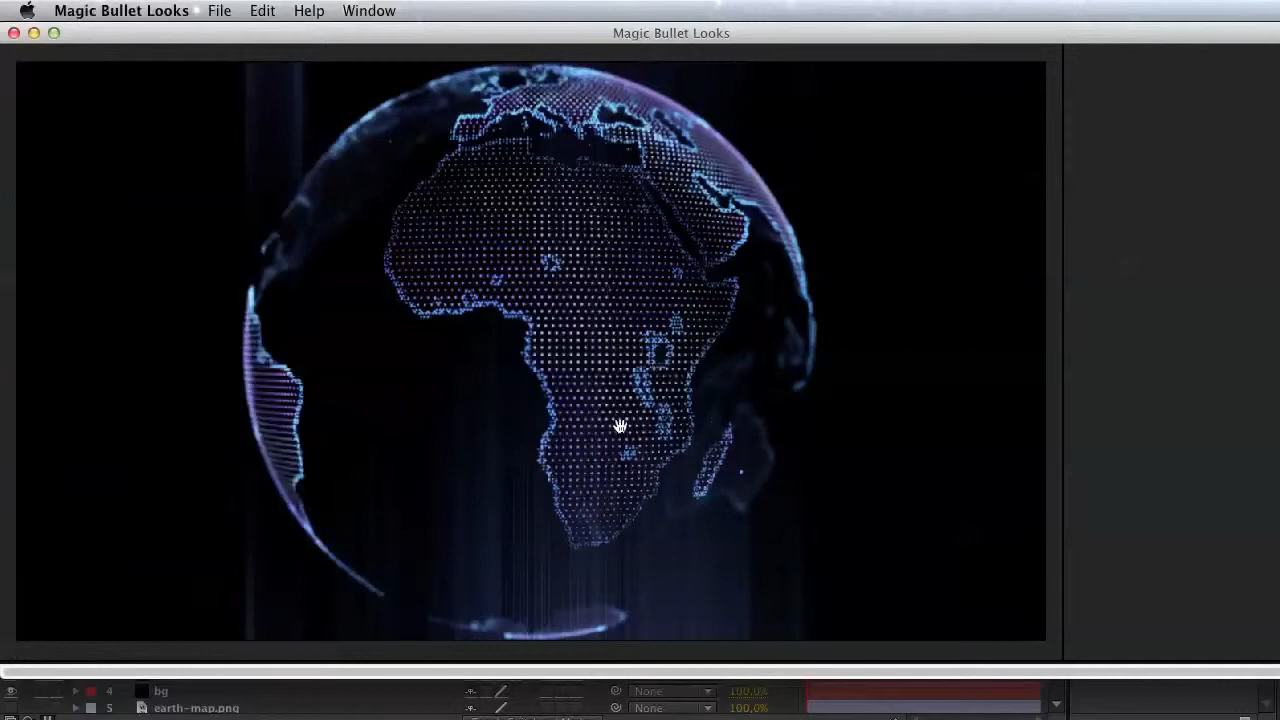 Magic Bullet Looks File Edit Help Window
Magic Bullet Looks
4 bg None 100,0%
5 earth-map.png None 100,0%